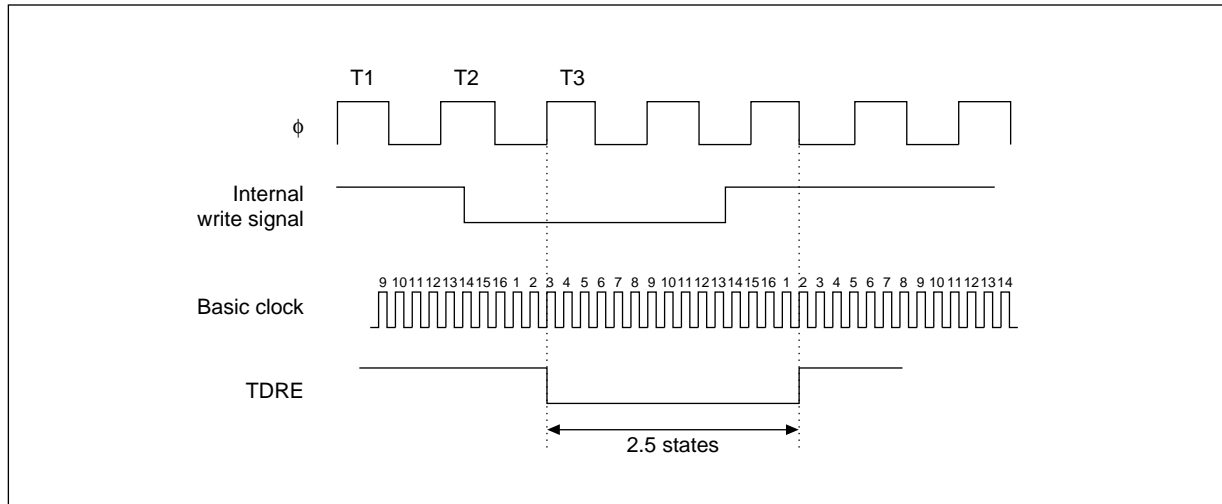 T1 T2 T3
ϕ
Internal
write signal
9 10 11 12 13 14 15 16 1 2 3 4 5 6 7 8 9 10 11 12 13 14 15 16 1 2 3 4 5 6 7 8 9 10 11 12 13 14
Basic clock
TDRE
2.5 states